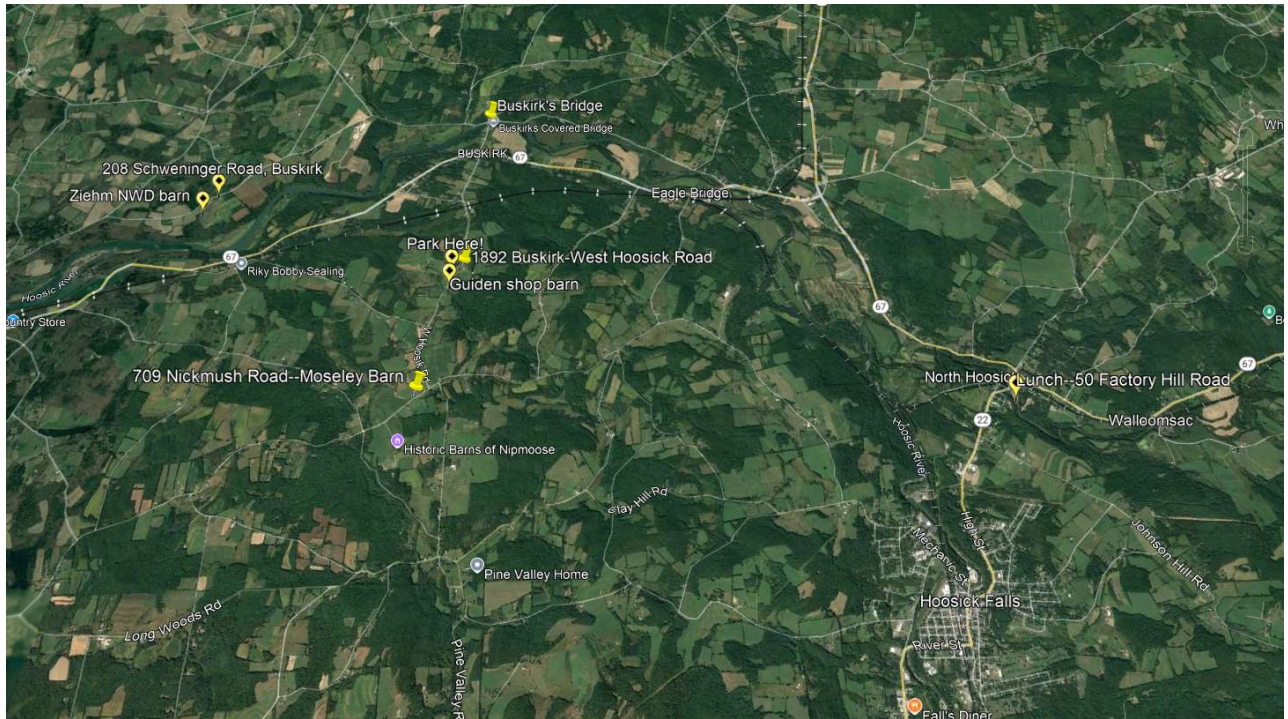 Buskirk's Bridge
Buskirks Covered Bridge
Wh
BUSKIRK
67
208 Schweninger Road, Buskirk
Ziehm NWD barn
Eagle Bridge
Park Here!
1892 Buskirk-West Hoosick Road
67
Riky Bobby Sealing
Guiden shop barn
Hoosic River
67
ountry Store
W Hoosik Rd
709 Nickmush Road--Moseley Barn
67
North Hoosic
Lunch--50 Factory Hill Road
22
Walloomsac
Historic Barns of Nipmoose
Hoosic River
Clay Hill Rd
High St
Mechanic St
Johnson Hill Rd
Pine Valley Home
Hoosick Falls
Long Woods Rd
River St
Pine Valley R
Fall's Diner